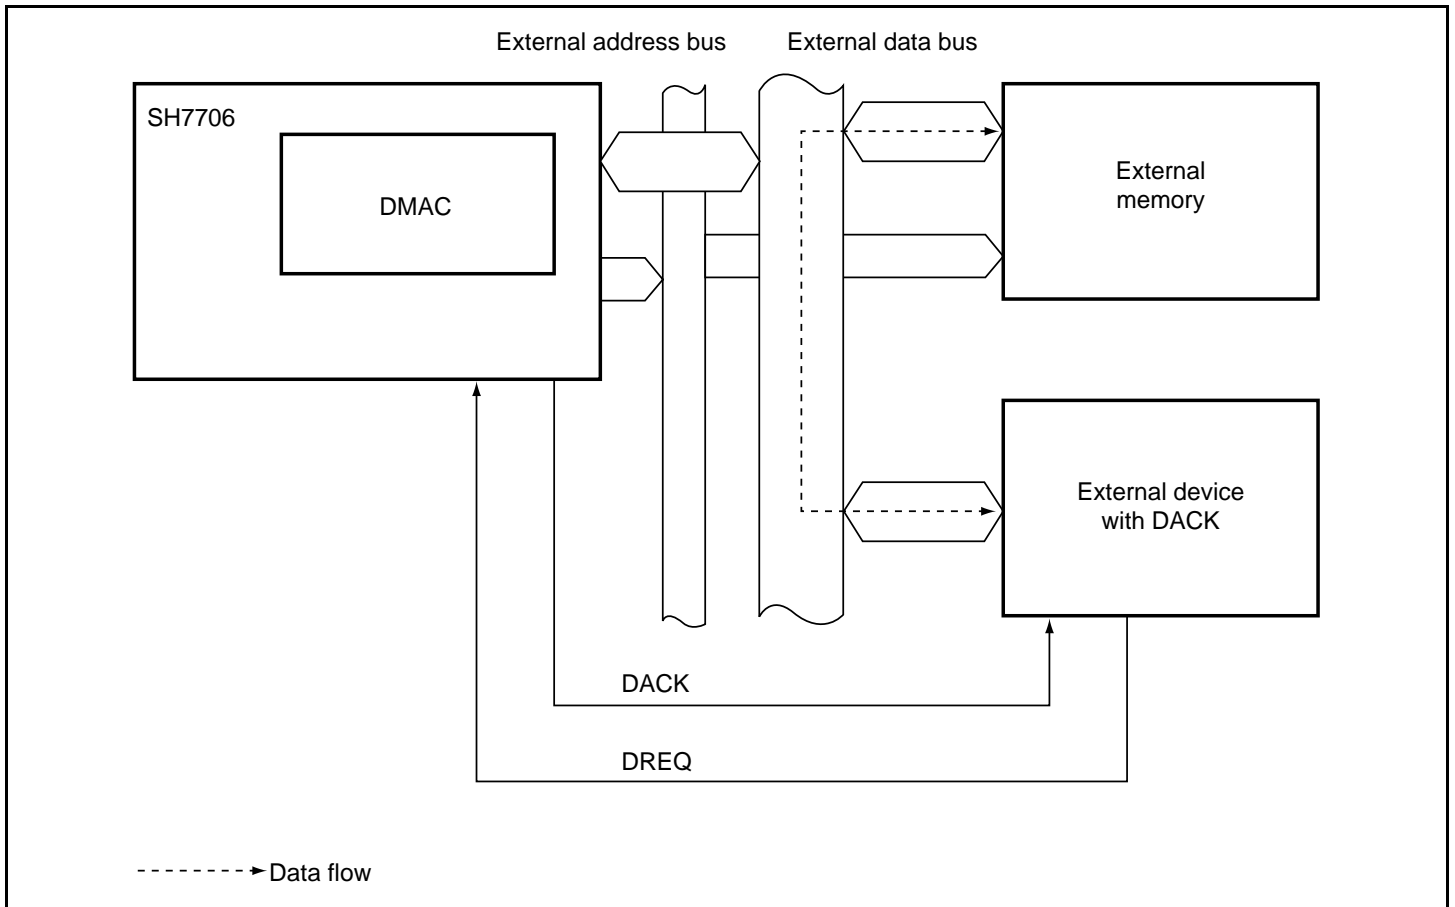 External address bus
External data bus
SH7706
DMAC
External
memory
External device
with DACK
DACK
DREQ
Data flow